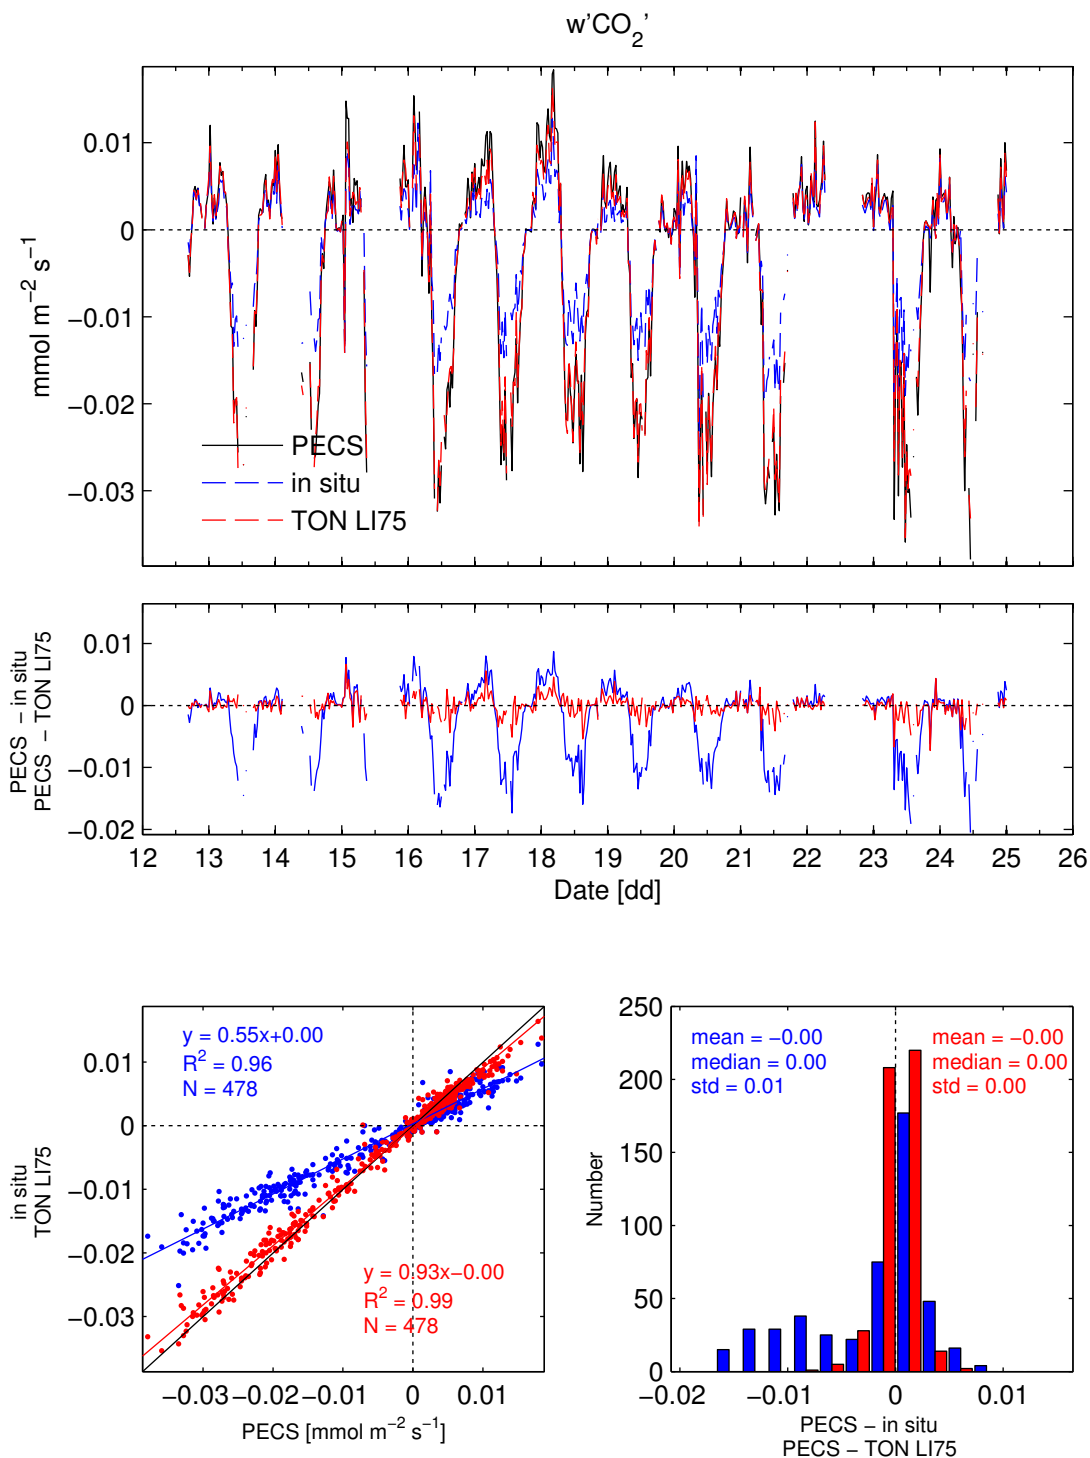 w'CO2'
0.01
0
−0.01
−0.02
−0.03
mmol m−2 s−1
PECS
in situ
TON LI75
0.01
0
−0.01
−0.02
PECS − in situ
PECS − TON LI75
12 13 14 15 16 17 18 19 20 21 22 23 24 25 26
Date [dd]
y = 0.55x+0.00
R2 = 0.96
N = 478
y = 0.93x−0.00
R2 = 0.99
N = 478
0.01
0
−0.01
−0.02
−0.03
in situ
TON LI75
−0.03 −0.02 −0.01 0 0.01
PECS [mmol m−2 s−1]
mean = −0.00
median = 0.00
std = 0.01
mean = −0.00
median = 0.00
std = 0.00
250
200
150
100
50
0
Number
−0.02 −0.01 0 0.01
PECS − in situ
PECS − TON LI75